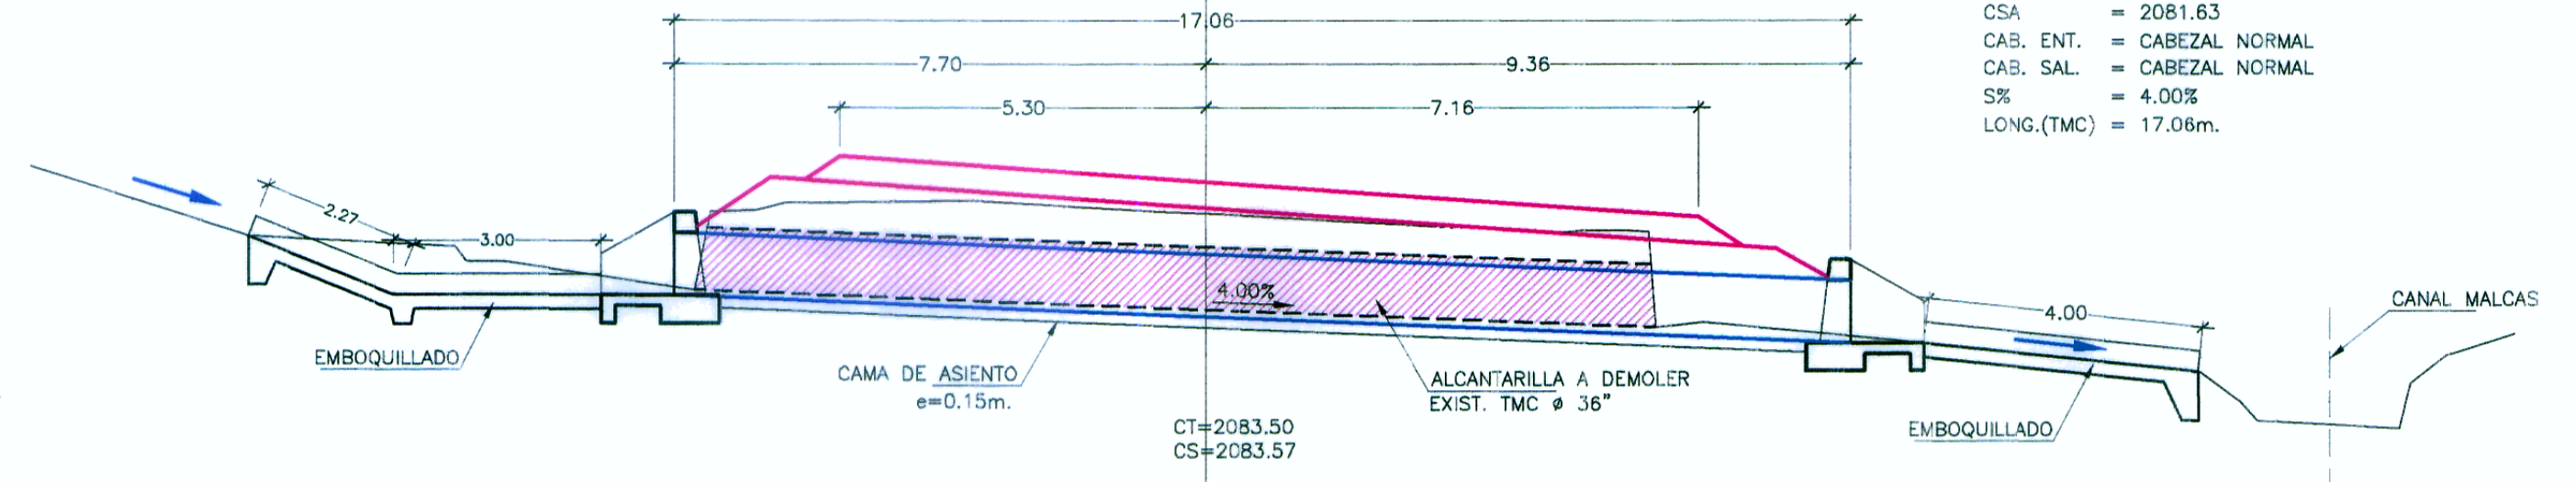 17.06
7.70
9.36
5.30
7.16
CSA = 2081.63
CAB. ENT. = CABEZAL NORMAL
CAB. SAL. = CABEZAL NORMAL
S% = 4.00%
LONG.(TMC) = 17.06m.
2.27
3.00
4.00%
4.00
CANAL MALCAS
EMBOQUILLADO
CAMA DE ASIENTO
e=0.15m.
ALCANTARILLA A DEMOLER
EXIST. TMC ø 36"
CT=2083.50
CS=2083.57
EMBOQUILLADO